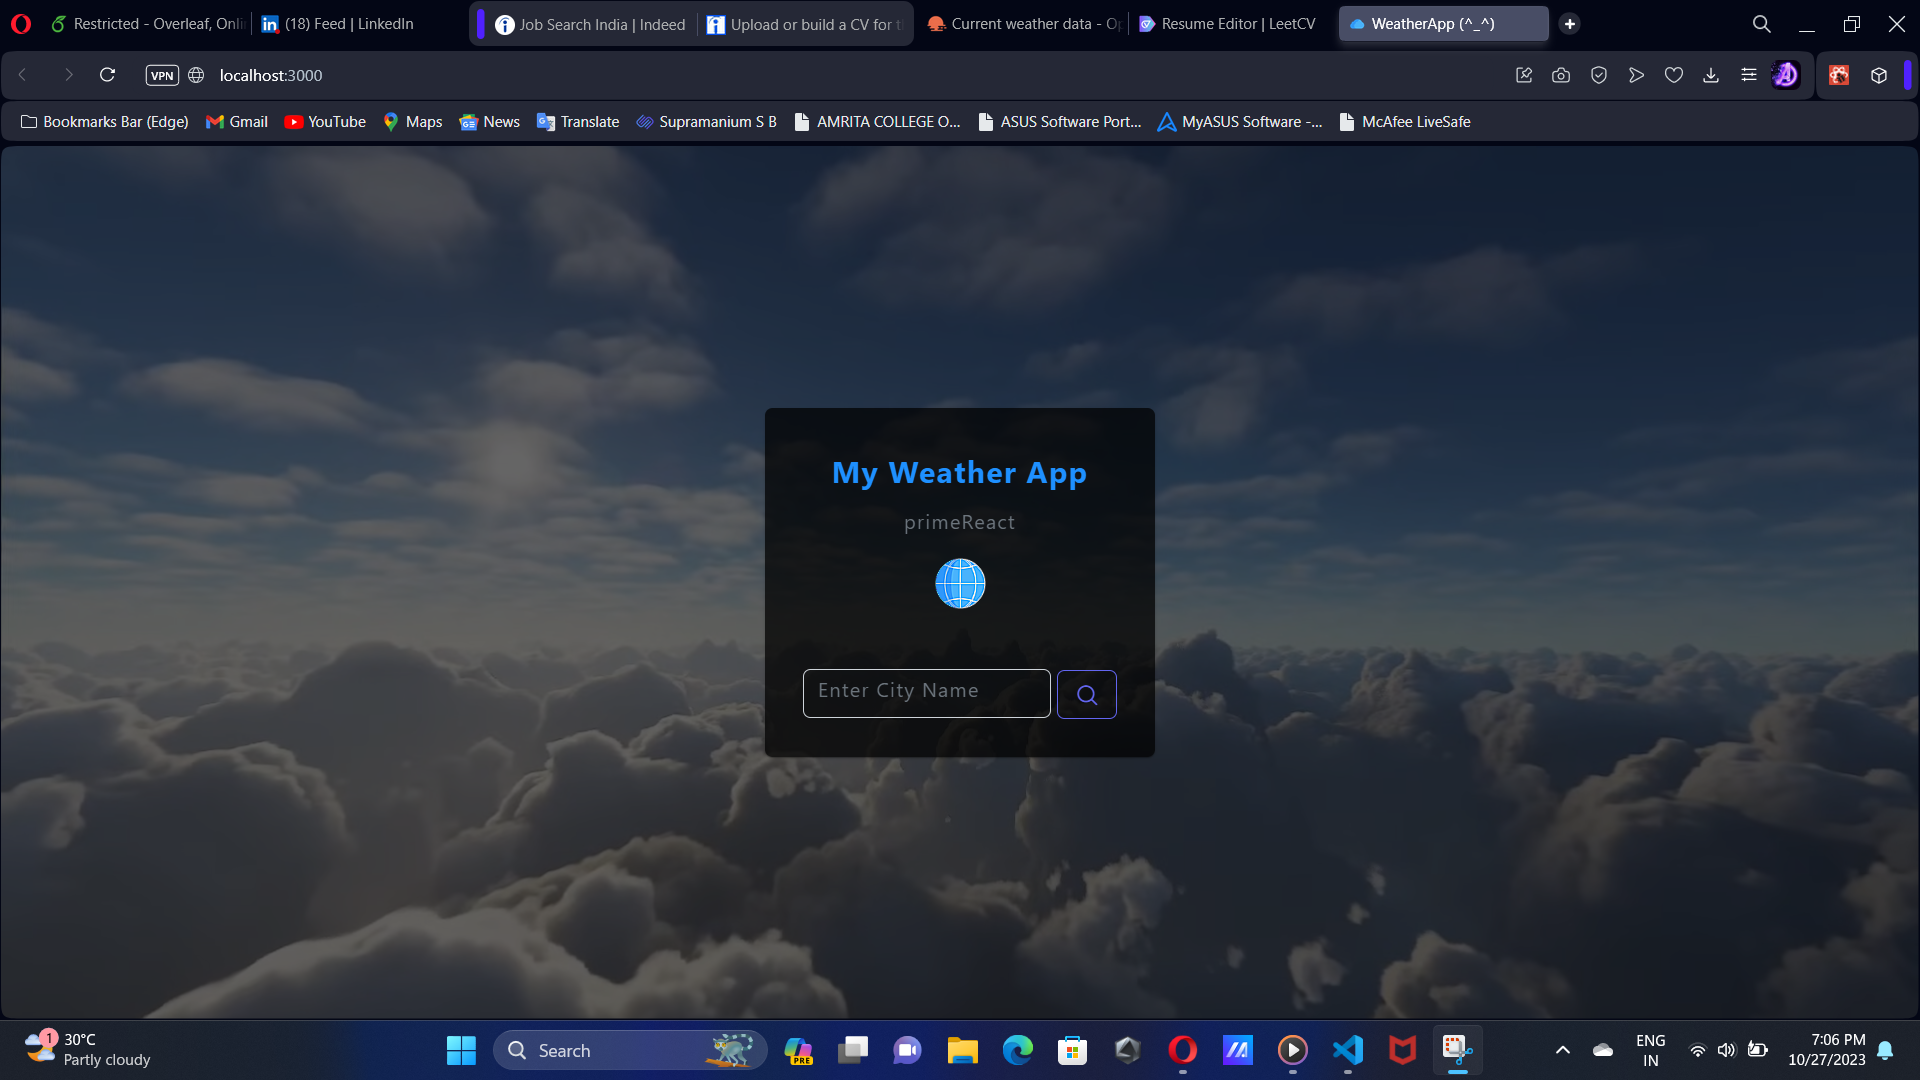 Restricted - Overleaf, Onli
(18) Feed | LinkedIn
Job Search India | Indeed
Upload or build a CV for t
Current weather data - Op
Resume Editor | LeetCV
WeatherApp (^_^)
VPN
localhost:3000
Bookmarks Bar (Edge)
Gmail
YouTube
Maps
News
Translate
Supramanium S B
AMRITA COLLEGE O...
ASUS Software Port...
MyASUS Software -...
McAfee LiveSafe
My Weather App
primeReact
Enter City Name
1
30°C
Partly cloudy
Search
PRE
ENG
IN
7:06 PM
10/27/2023